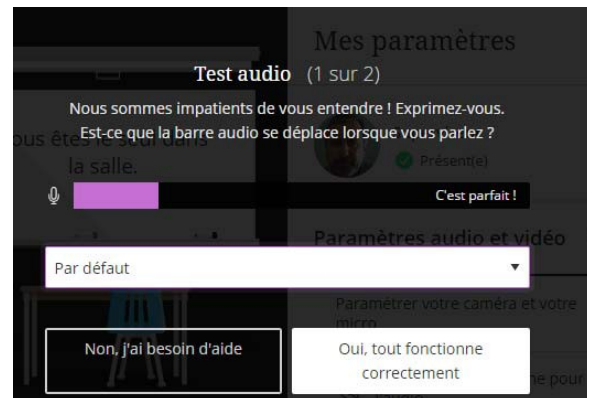 Mes paramètres
Test audio (1 sur 2)
Nous sommes impatients de vous entendre ! Exprimez-vous.
Est-ce que la barre audio se déplace lorsque vous parlez ?
ous êtes le seul dans
la salle.
Présent(e)
C'est parfait !
Paramètres audio et vidéo
Par défaut
Paramétrer votre caméra et votre
micro
Non, j'ai besoin d'aide
Oui, tout fonctionne
correctement
ne pour